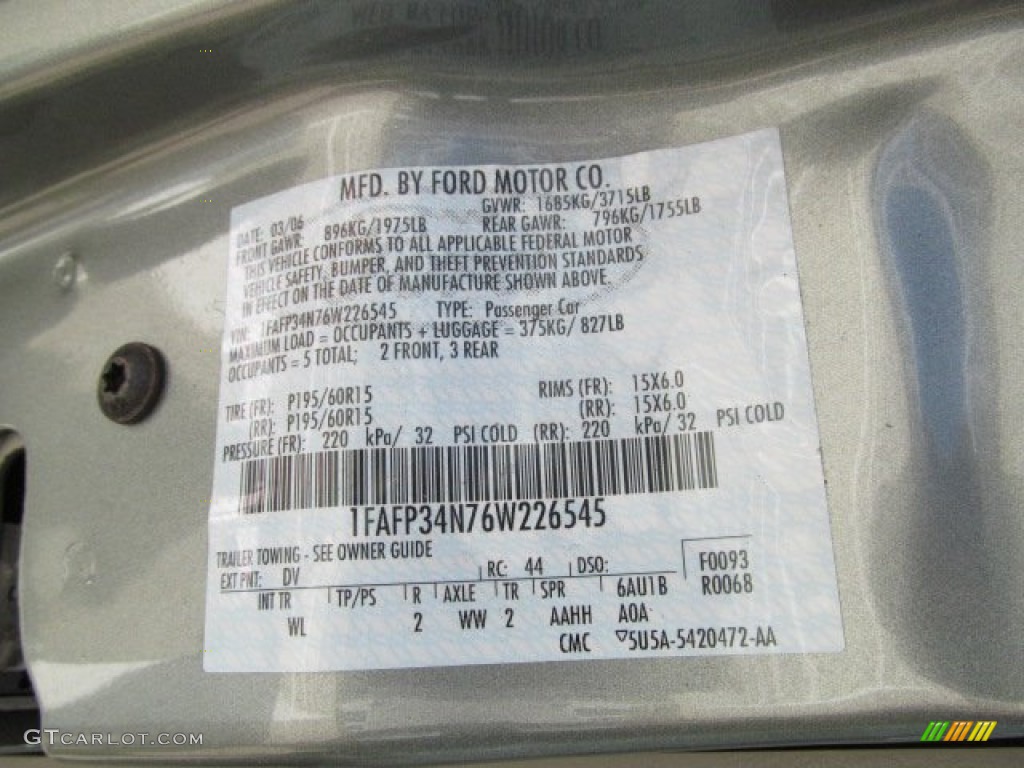 MFD. BY FORD MOTOR CO.
DATE: 03/06 GVWR: 1685KG/3715LB
FRONT GAWR: 896KG/1975LB REAR GAWR: 796KG/1755LB
THIS VEHICLE CONFORMS TO ALL APPLICABLE FEDERAL MOTOR
VEHICLE SAFETY, BUMPER, AND THEFT PREVENTION STANDARDS
IN EFFECT ON THE DATE OF MANUFACTURE SHOWN ABOVE.
VIN: 1FAFP34N76W226545 TYPE: Passenger Car
MAXIMUM LOAD = OCCUPANTS + LUGGAGE = 375KG/ 827LB
OCCUPANTS = 5 TOTAL; 2 FRONT, 3 REAR
TIRE (FR): P195/60R15 RIMS (FR): 15X6.0
(RR): P195/60R15 (RR): 15X6.0
PRESSURE (FR): 220 kPa/ 32 PSI COLD (RR): 220 kPa/ 32 PSI COLD
1FAFP34N76W226545
TRAILER TOWING - SEE OWNER GUIDE
EXT PNT: DV RC: 44 DSO: F0093
INT TR TP/PS R AXLE TR SPR 6AU1B R0068
WL 2 WW 2 AAHH A0A
CMC ▽5U5A-5420472-AA
GTCARLOT.COM